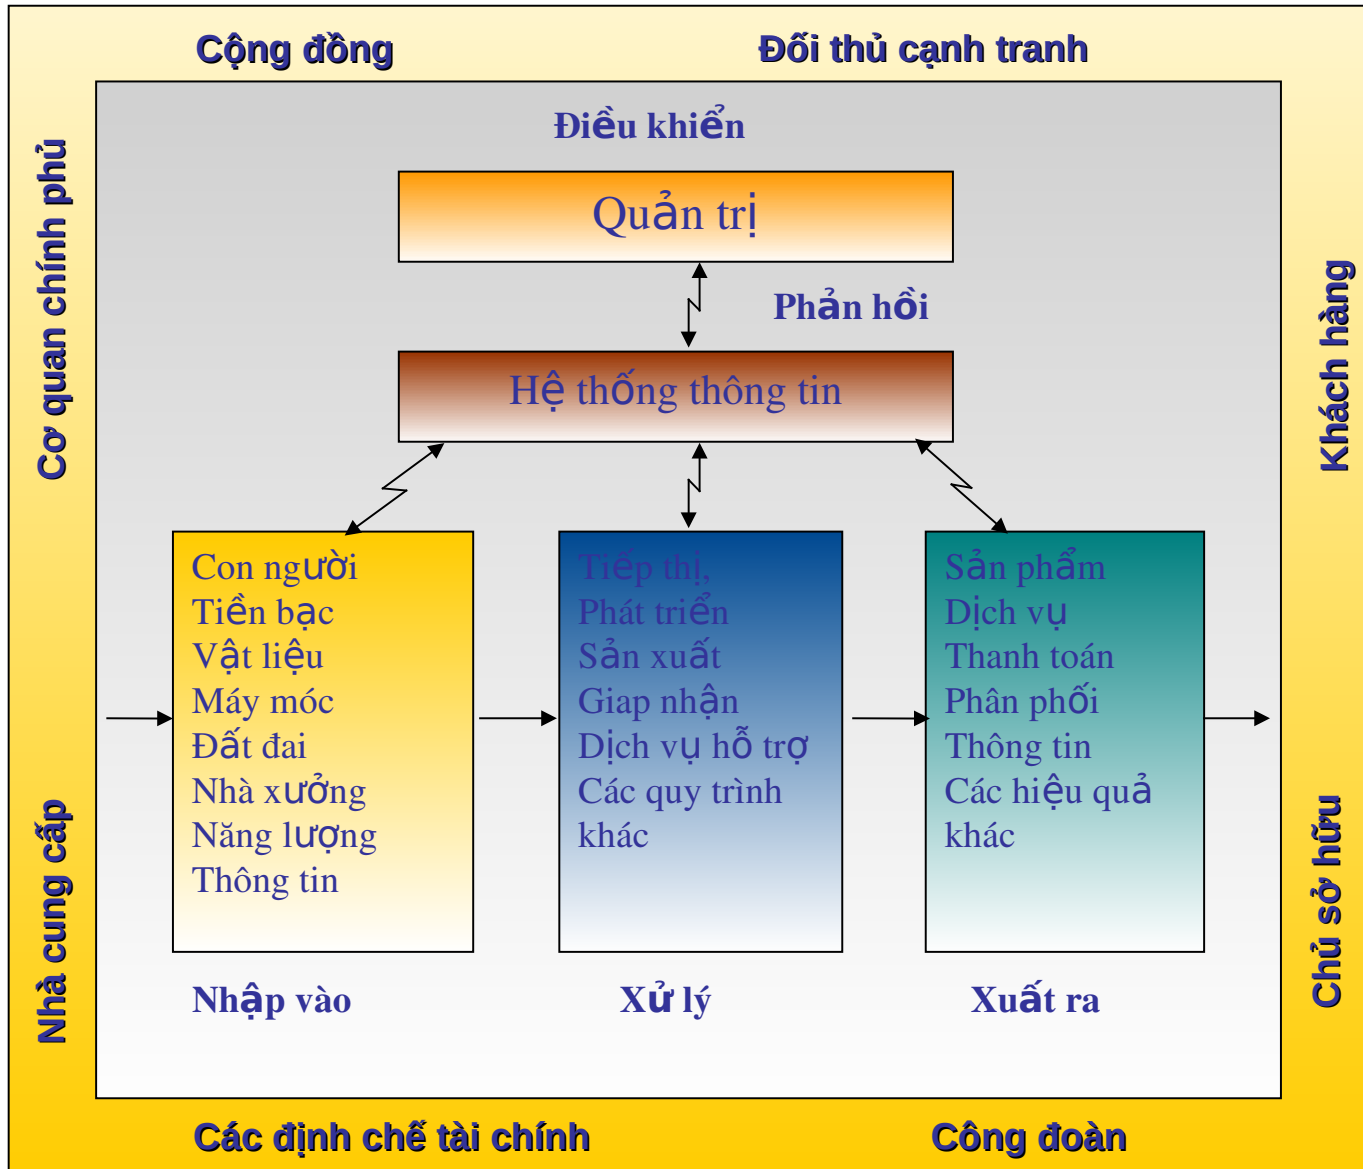 Cộng đồng
Đối thủ cạnh tranh
Cơ quan chính phủ
Nhà cung cấp
Điều khiển
Quản trị
Phản hồi
Hệ thống thông tin
Con người
Tiền bạc
Vật liệu
Máy móc
Đất đai
Nhà xưởng
Năng lượng
Thông tin
Nhập vào
Tiếp thị,
Phát triển
Sản xuất
Giap nhận
Dịch vụ hỗ trợ
Các quy trình
khác
Xử lý
Sản phẩm
Dịch vụ
Thanh toán
Phân phối
Thông tin
Các hiệu quả
khác
Xuất ra
Khách hàng
Chủ sở hữu
Các định chế tài chính
Công đoàn